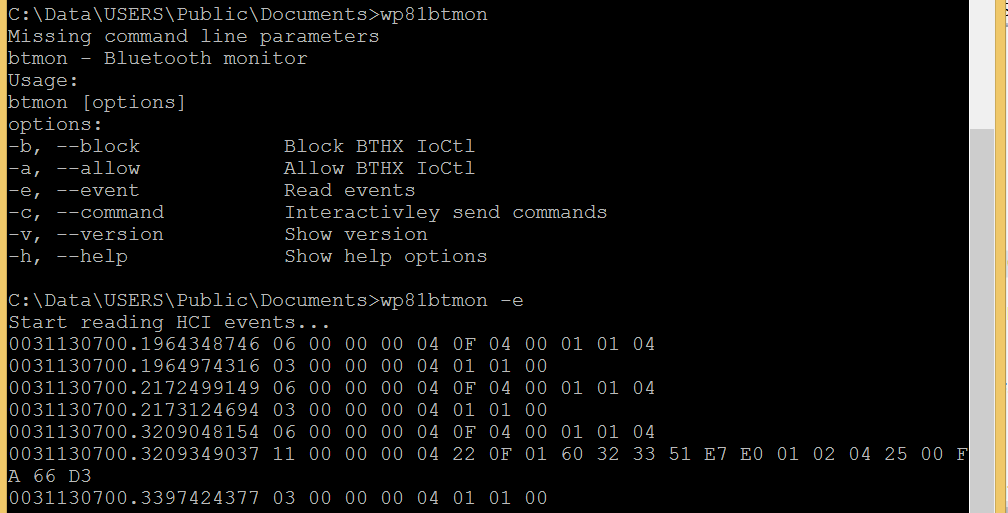 C:\Data\USERS\Public\Documents>wp81btmon
Missing command line parameters
btmon - Bluetooth monitor
Usage:
btmon [options]
options:
-b, --block            Block BTHX IoCtl
-a, --allow            Allow BTHX IoCtl
-e, --event            Read events
-c, --command          Interactivley send commands
-v, --version          Show version
-h, --help             Show help options

C:\Data\USERS\Public\Documents>wp81btmon -e
Start reading HCI events...
0031130700.1964348746 06 00 00 00 04 0F 04 00 01 01 04
0031130700.1964974316 03 00 00 00 04 01 01 00
0031130700.2172499149 06 00 00 00 04 0F 04 00 01 01 04
0031130700.2173124694 03 00 00 00 04 01 01 00
0031130700.3209048154 06 00 00 00 04 0F 04 00 01 01 04
0031130700.3209349037 11 00 00 00 04 22 0F 01 60 32 33 51 E7 E0 01 02 04 25 00 F
A 66 D3
0031130700.3397424377 03 00 00 00 04 01 01 00